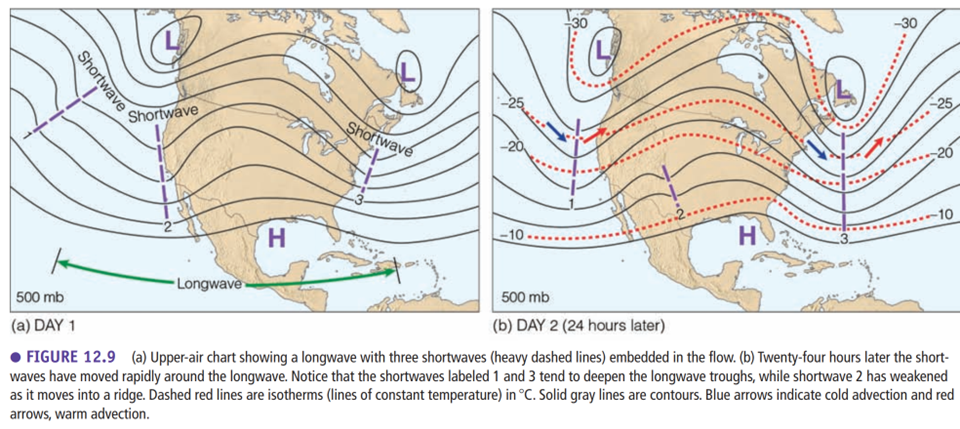 L
L
Shortwave
Shortwave
Shortwave
1
2
3
H
Longwave
500 mb
(a) DAY 1
–30
–30
L
L
–25
–25
–20
–20
1
2
3
–10
–10
H
500 mb
(b) DAY 2 (24 hours later)
● FIGURE 12.9 (a) Upper-air chart showing a longwave with three shortwaves (heavy dashed lines) embedded in the flow. (b) Twenty-four hours later the short-
waves have moved rapidly around the longwave. Notice that the shortwaves labeled 1 and 3 tend to deepen the longwave troughs, while shortwave 2 has weakened
as it moves into a ridge. Dashed red lines are isotherms (lines of constant temperature) in °C. Solid gray lines are contours. Blue arrows indicate cold advection and red
arrows, warm advection.